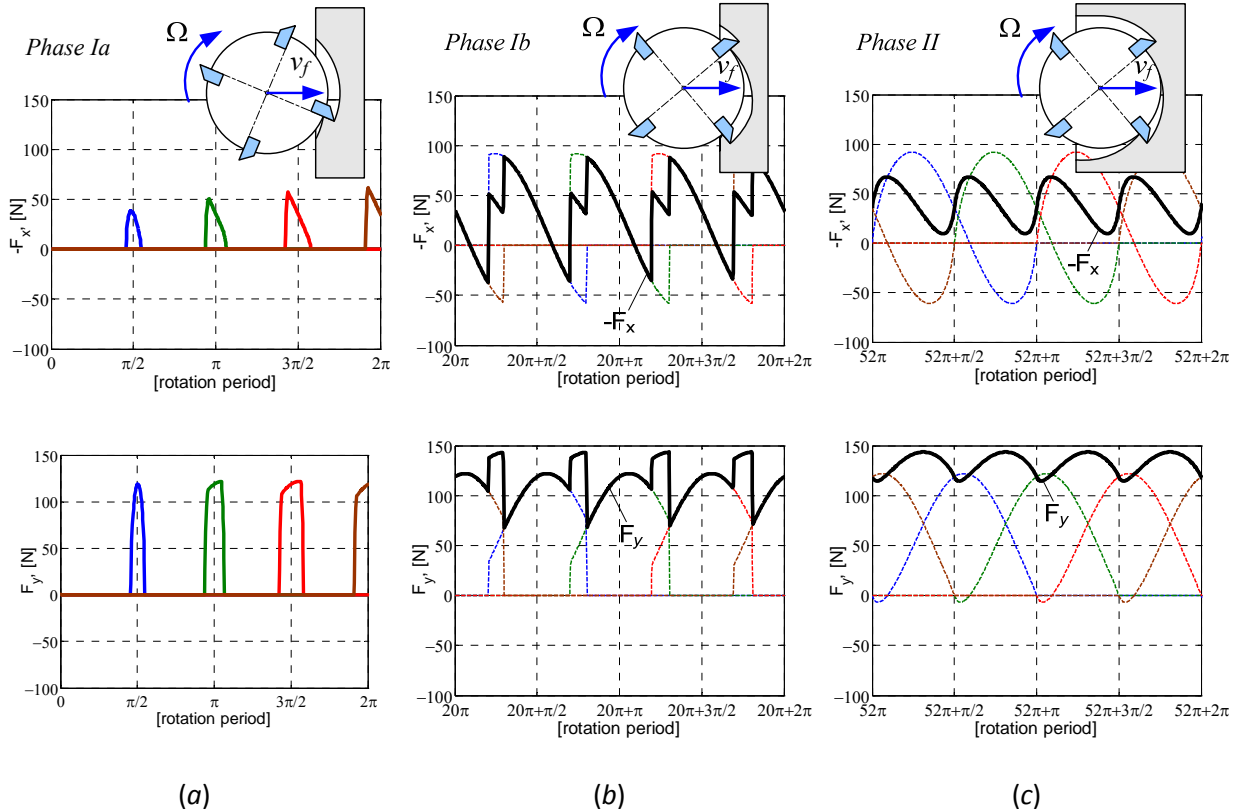 Phase Ia
Ω
v_f
-F_x, [N]
150
100
50
0
−50
−100
0
π/2
π
3π/2
2π
[rotation period]
Phase Ib
Ω
v_f
-F_x, [N]
150
100
50
0
−50
−100
-F_x
20π
20π+π/2
20π+π
20π+3π/2
20π+2π
[rotation period]
Phase II
Ω
v_f
-F_x, [N]
150
100
50
0
−50
−100
-F_x
52π
52π+π/2
52π+π
52π+3π/2
52π+2π
[rotation period]
F_y, [N]
150
100
50
0
−50
−100
0
π/2
π
3π/2
2π
[rotation period]
F_y, [N]
150
100
50
0
−50
−100
F_y
20π
20π+π/2
20π+π
20π+3π/2
20π+2π
[rotation period]
F_y, [N]
150
100
50
0
−50
−100
F_y
52π
52π+π/2
52π+π
52π+3π/2
52π+2π
[rotation period]
(a)
(b)
(c)